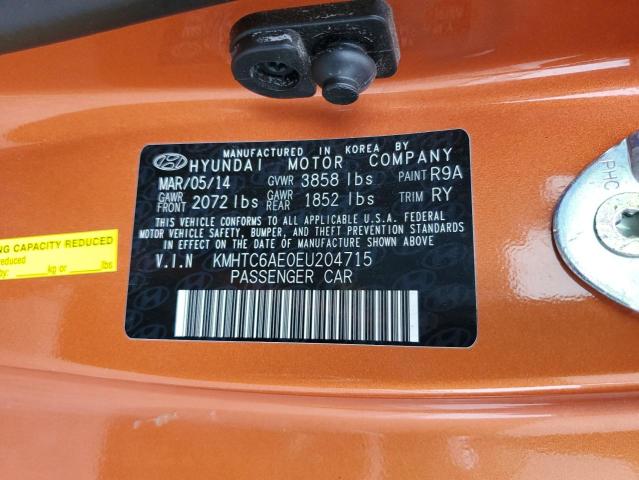 MANUFACTURED IN KOREA BY
HYUNDAI MOTOR COMPANY
MAR/05/14 GVWR 3858 lbs PAINT R9A
GAWR FRONT 2072 lbs GAWR REAR 1852 lbs TRIM RY
THIS VEHICLE CONFORMS TO ALL APPLICABLE U.S.A. FEDERAL
MOTOR VEHICLE SAFETY, BUMPER, AND THEFT PREVENTION STANDARDS
IN EFFECT ON THE DATE OF MANUFACTURE SHOWN ABOVE.
V.I.N KMHTC6AE0EU204715
PASSENGER CAR
NG CAPACITY REDUCED
reduced
by kg or lbs
PHC